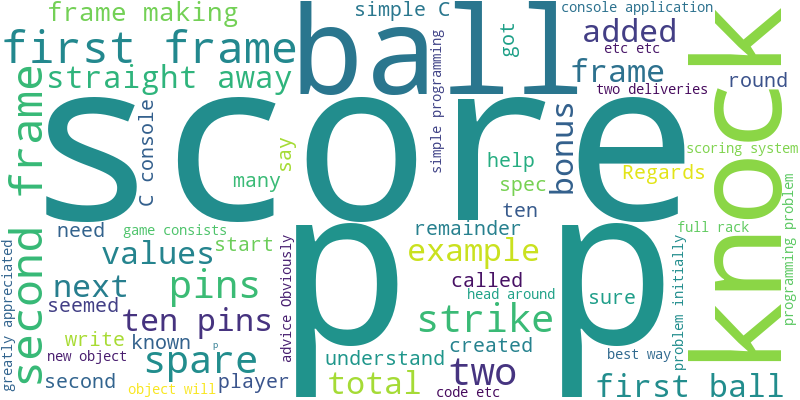 frame making
simple C
console application
first frame
ball
got
simple programming
added
etc etc
knock
straight away
frame
two deliveries
round
second frame
score
C console
say
many
help
bonus
spec
ten
Regards
scoring system
programming problem
need
game consists
start
remainder
full rack
greatly appreciated
values
advice Obviously
p
example
p
problem initially
next
pins
called
head around
sure
seemed
ten pins
strike
write
known
p
created
new object
spare
understand
best way
second
object will
player
total
two
code etc
first ball